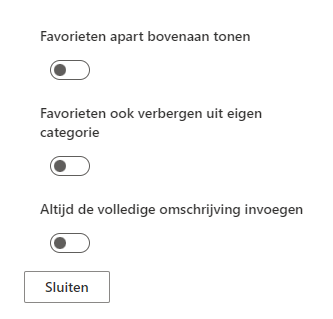 Favorieten apart bovenaan tonen
Favorieten ook verbergen uit eigen
categorie
Altijd de volledige omschrijving invoegen
Sluiten